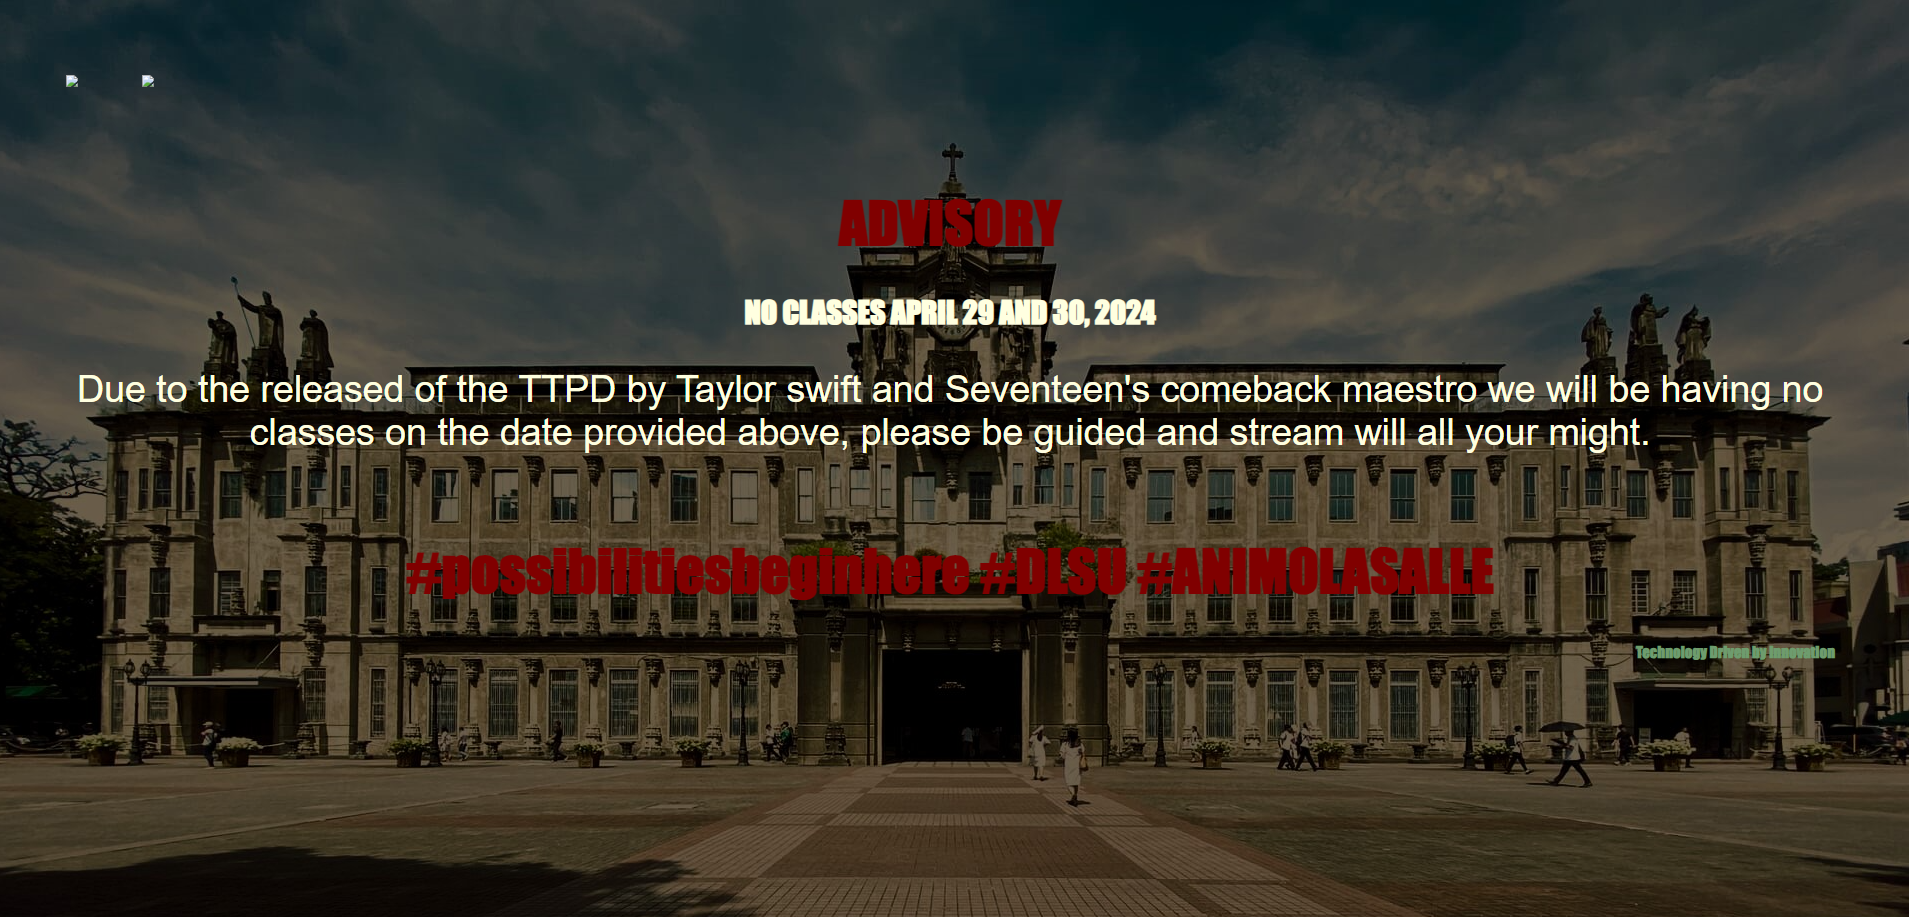 ADVISORY
NO CLASSES APRIL 29 AND 30, 2024
Due to the released of the TTPD by Taylor swift and Seventeen's comeback maestro we will be having no
classes on the date provided above, please be guided and stream will all your might.
#possibilitiesbeginhere #DLSU #ANIMOLASALLE
Technology Driven by Innovation